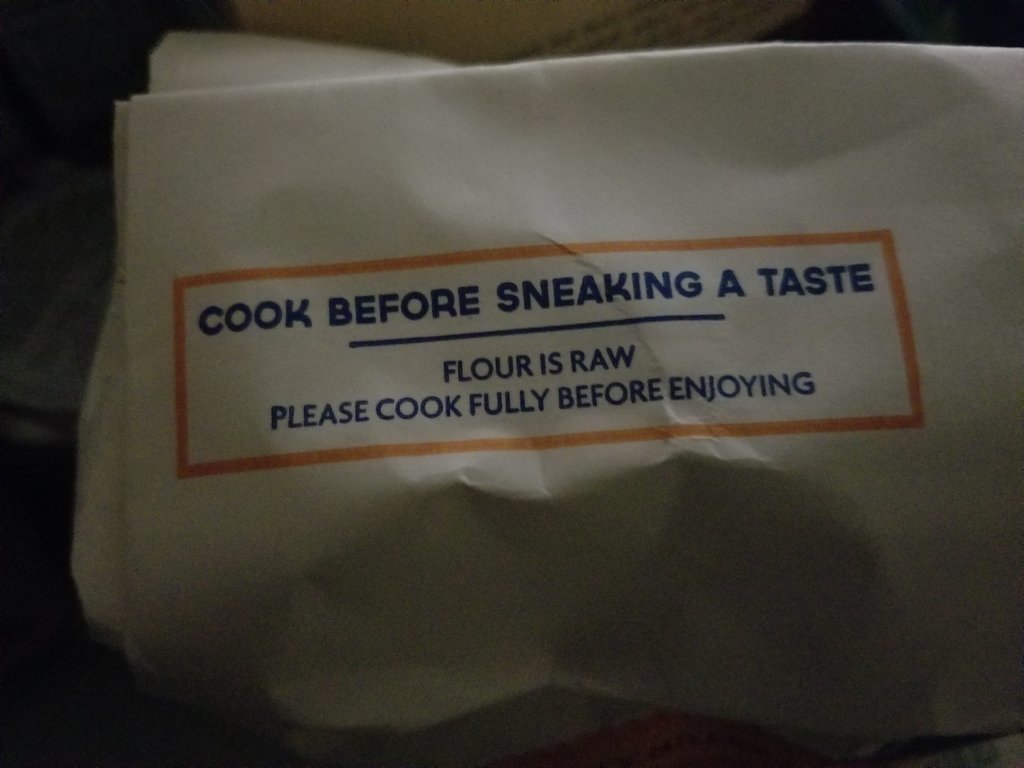 COOK BEFORE SNEAKING A TASTE
FLOUR IS RAW
PLEASE COOK FULLY BEFORE ENJOYING